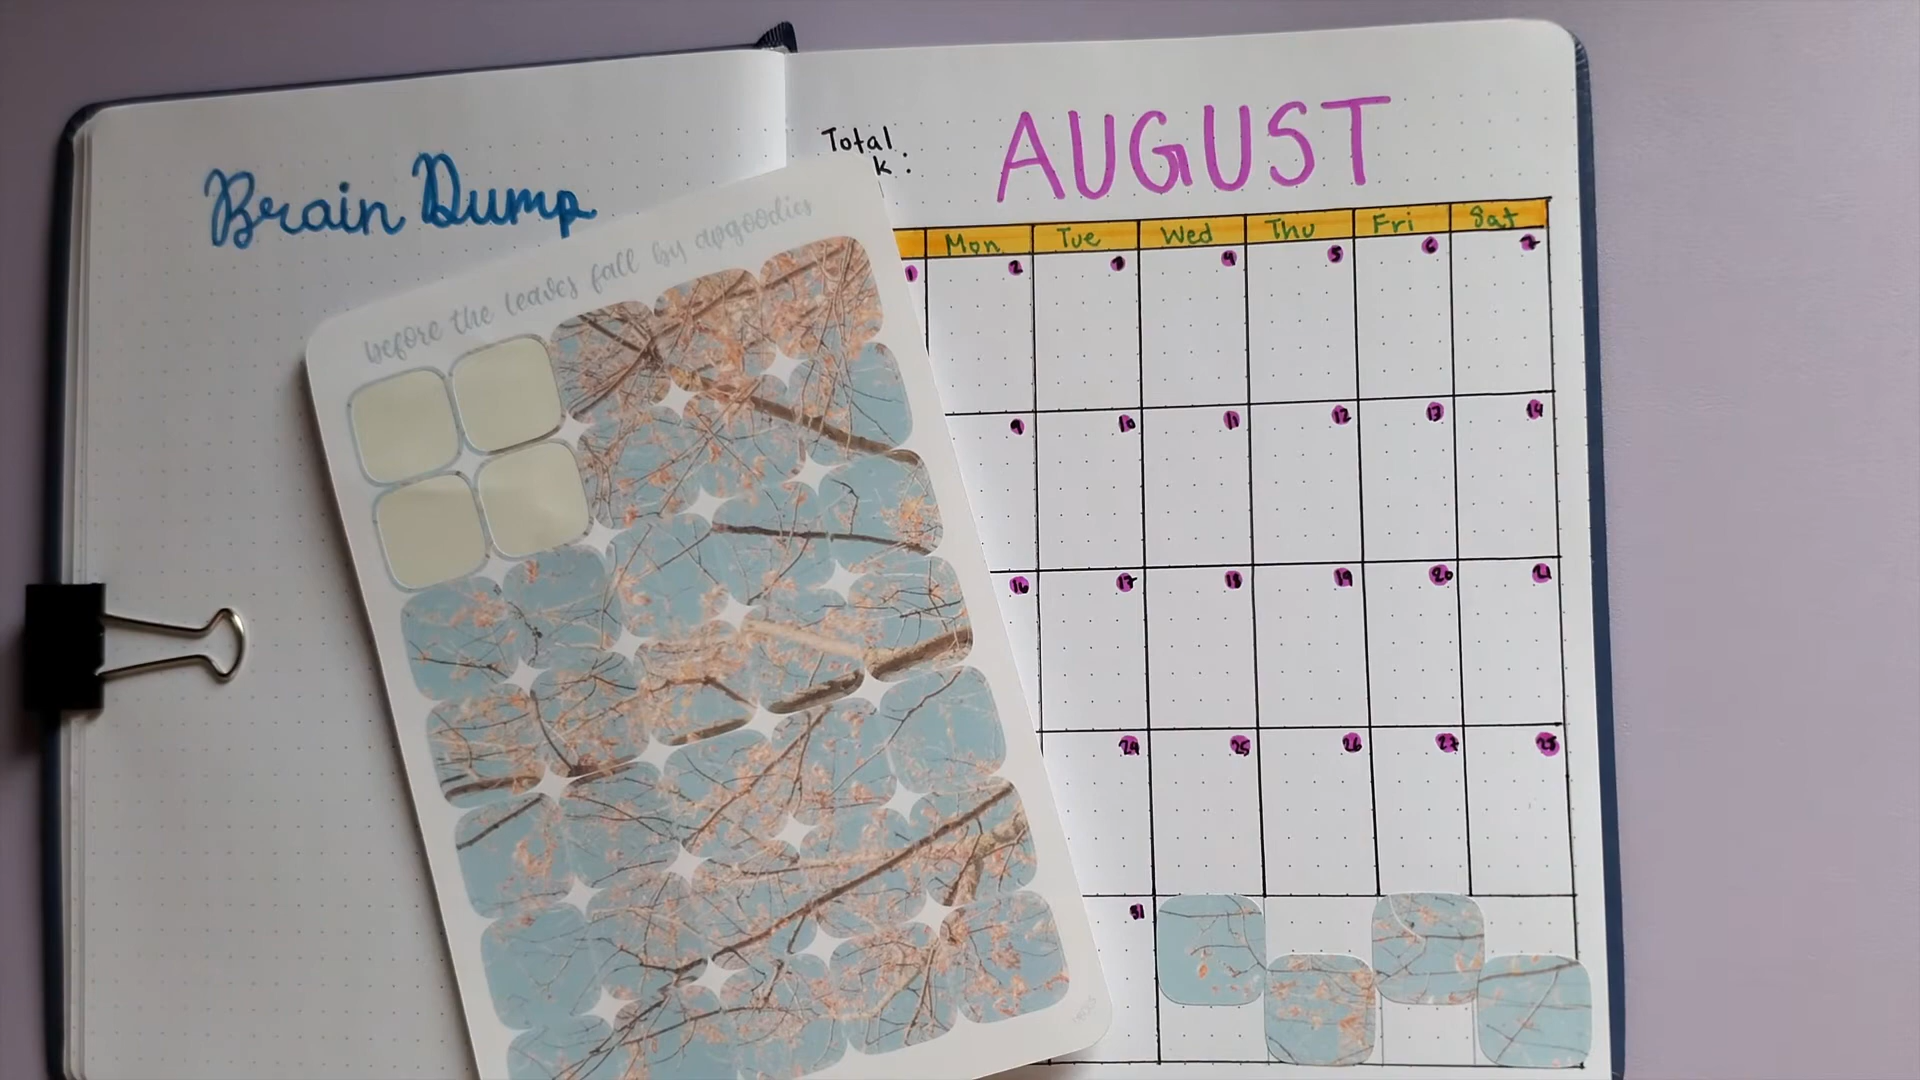 Brain Dump
before the leaves fall by apgoodies
Total
k:
AUGUST
Mon Tue Wed Thu Fri Sat
1 2 3 4 5 6 7
9 10 11 12 13 14
16 17 18 19 20 21
24 25 26 27 28
31